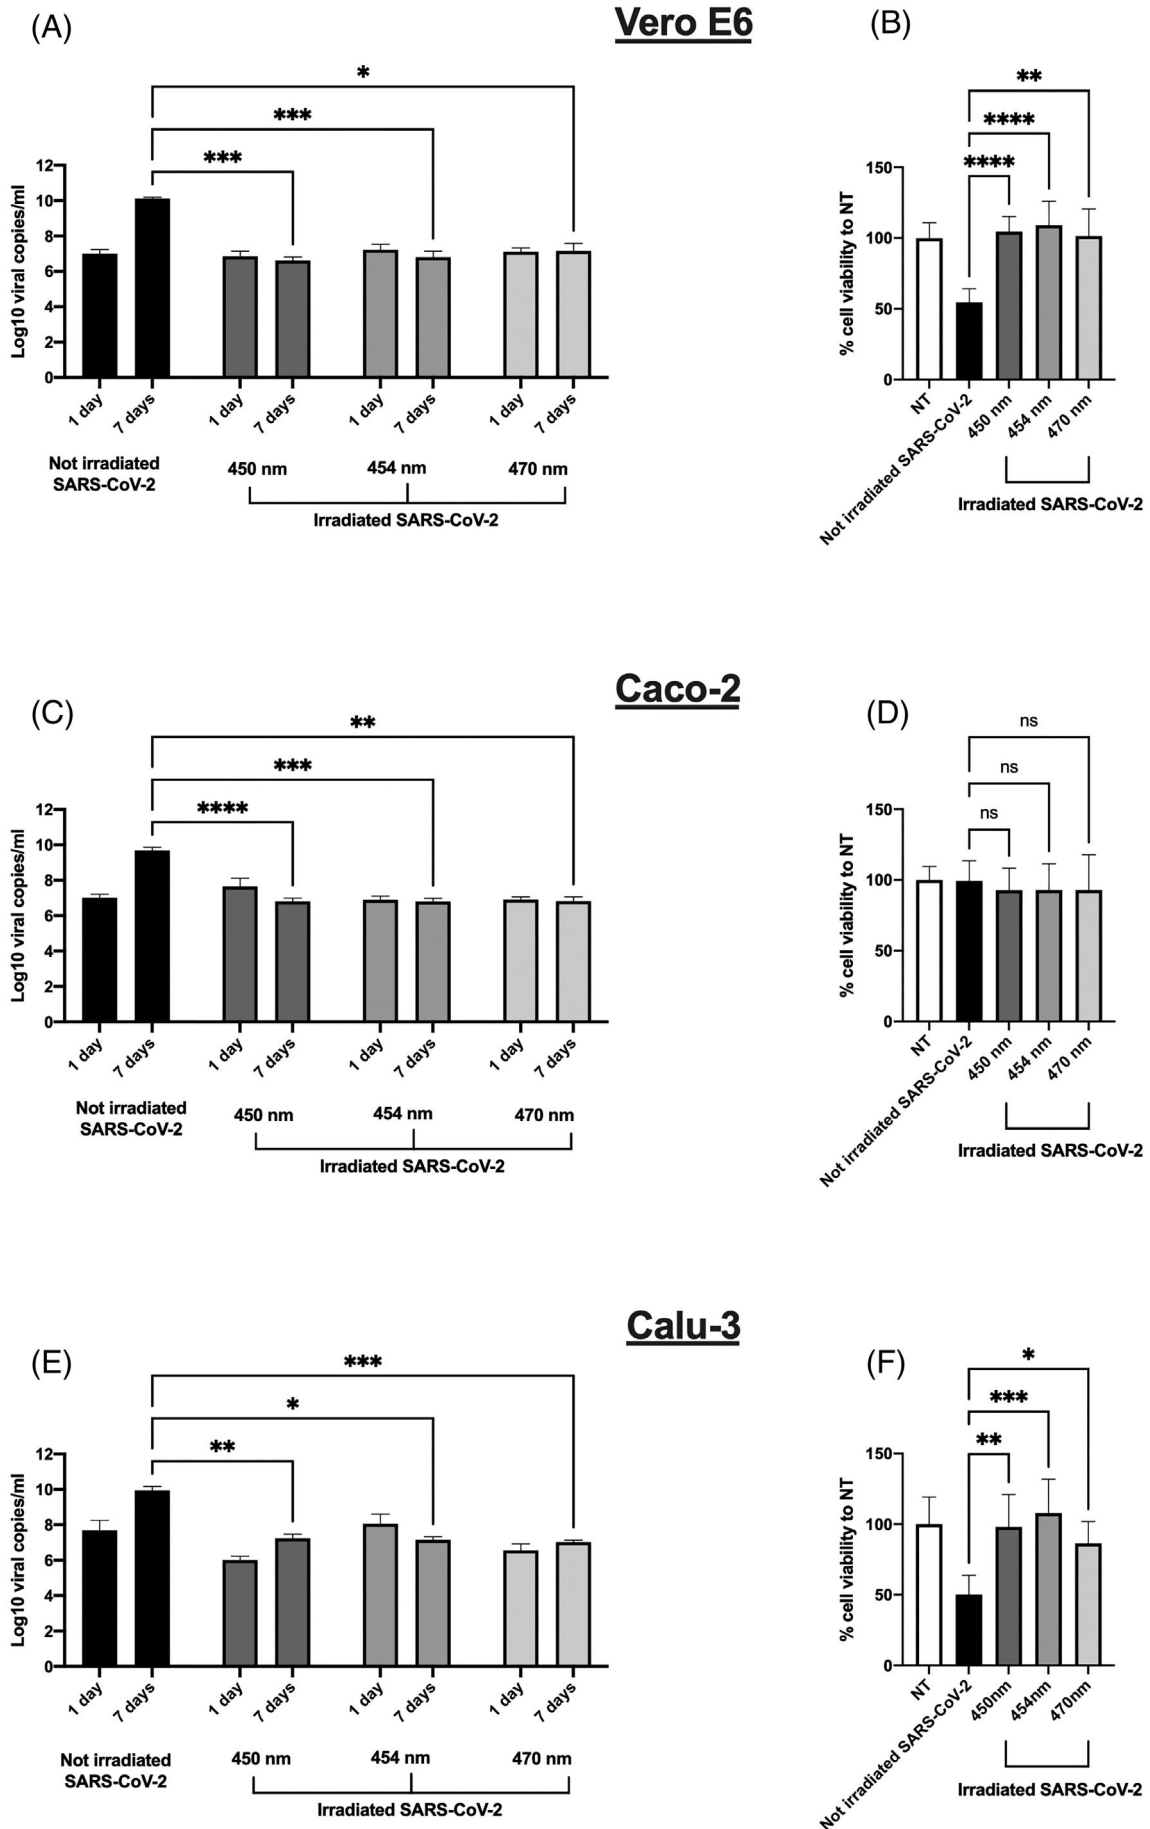 Vero E6
(A)
*
***
***
Log10 viral copies/ml
12
10
8
6
4
2
0
1 day
7 days
1 day
7 days
1 day
7 days
1 day
7 days
Not irradiated
SARS-CoV-2
450 nm
454 nm
470 nm
Irradiated SARS-CoV-2
(B)
**
****
****
% cell viability to NT
150
100
50
0
NT
Not irradiated SARS-CoV-2
450 nm
454 nm
470 nm
Irradiated SARS-CoV-2
Caco-2
(C)
**
***
****
Log10 viral copies/ml
12
10
8
6
4
2
0
1 day
7 days
1 day
7 days
1 day
7 days
1 day
7 days
Not irradiated
SARS-CoV-2
450 nm
454 nm
470 nm
Irradiated SARS-CoV-2
(D)
ns
ns
ns
% cell viability to NT
150
100
50
0
NT
Not irradiated SARS-CoV-2
450 nm
454 nm
470 nm
Irradiated SARS-CoV-2
Calu-3
(E)
***
*
**
Log10 viral copies/ml
12
10
8
6
4
2
0
1 day
7 days
1 day
7 days
1 day
7 days
1 day
7 days
Not irradiated
SARS-CoV-2
450 nm
454 nm
470 nm
Irradiated SARS-CoV-2
(F)
*
***
**
% cell viability to NT
150
100
50
0
NT
Not irradiated SARS-CoV-2
450nm
454nm
470nm
Irradiated SARS-CoV-2